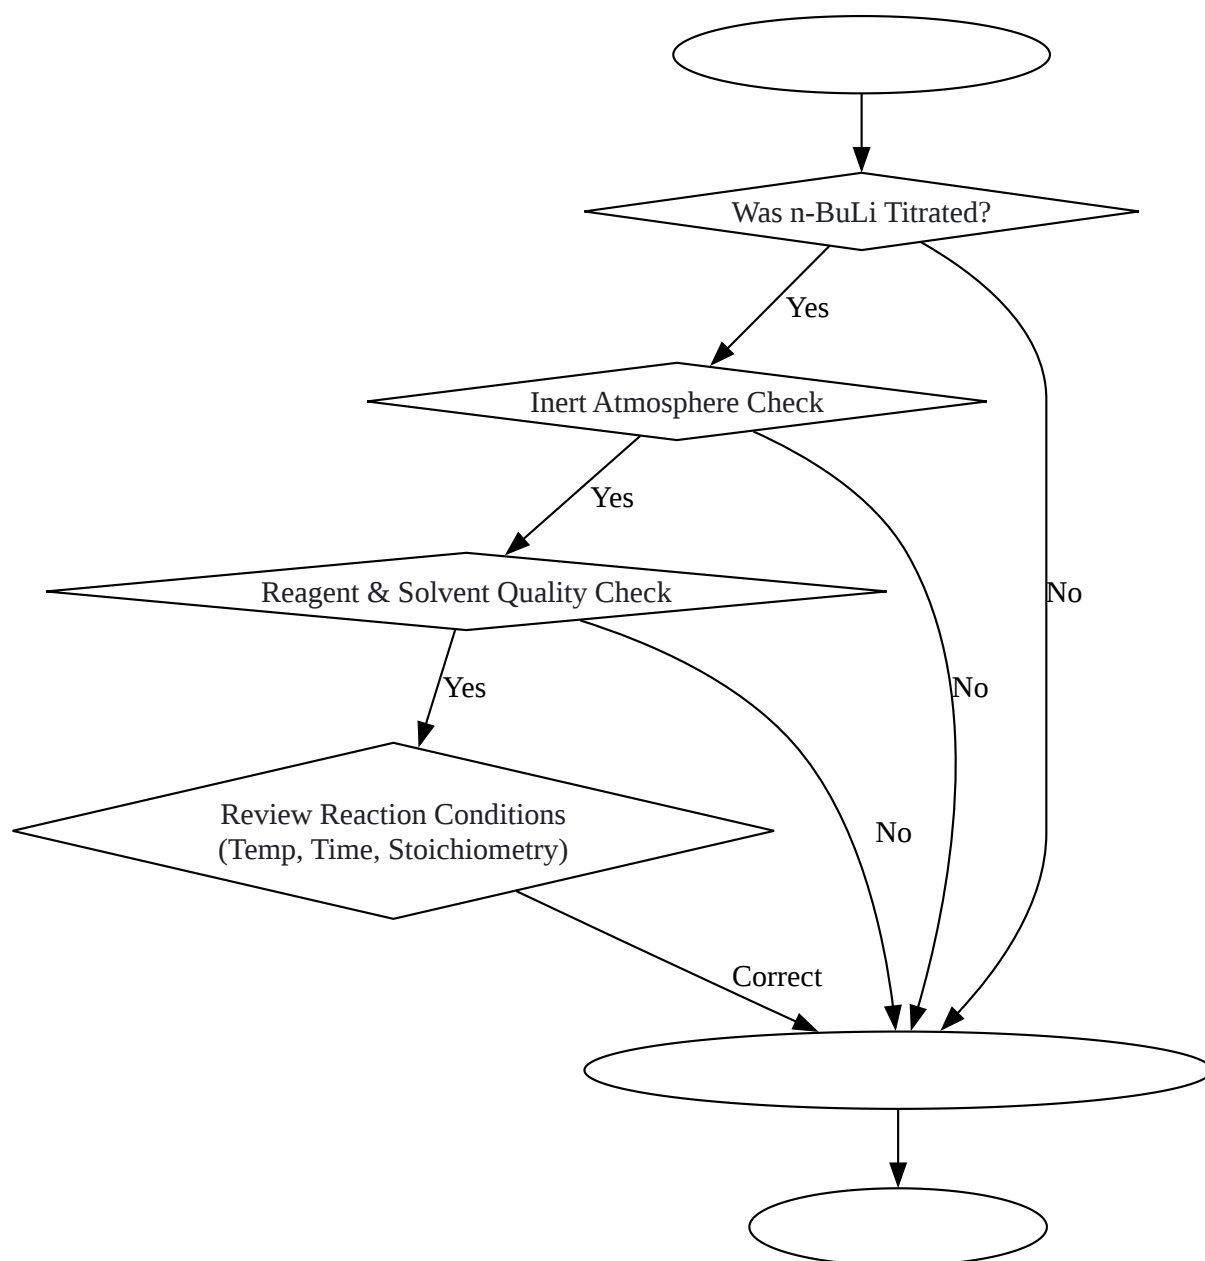 Was n-BuLi Titrated?
Yes
Inert Atmosphere Check
Yes
Reagent & Solvent Quality Check
No
Yes
No
Review Reaction Conditions
(Temp, Time, Stoichiometry)
No
Correct